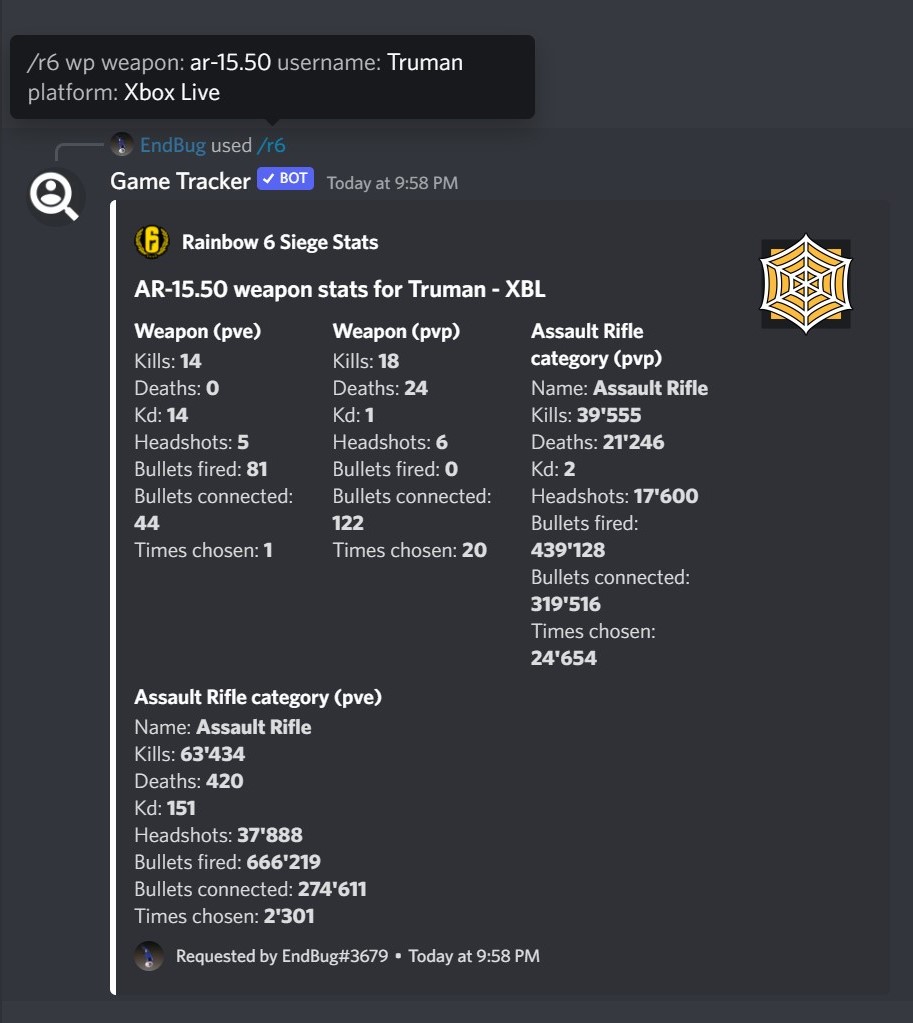 /r6 wp weapon: ar-15.50 username: Truman
platform: Xbox Live
EndBug used /r6
Game Tracker BOT Today at 9:58 PM
Rainbow 6 Siege Stats
AR-15.50 weapon stats for Truman - XBL
Weapon (pve)
Kills: 14
Deaths: 0
Kd: 14
Headshots: 5
Bullets fired: 81
Bullets connected:
44
Times chosen: 1
Weapon (pvp)
Kills: 18
Deaths: 24
Kd: 1
Headshots: 6
Bullets fired: 0
Bullets connected:
122
Times chosen: 20
Assault Rifle
category (pvp)
Name: Assault Rifle
Kills: 39'555
Deaths: 21'246
Kd: 2
Headshots: 17'600
Bullets fired:
439'128
Bullets connected:
319'516
Times chosen:
24'654
Assault Rifle category (pve)
Name: Assault Rifle
Kills: 63'434
Deaths: 420
Kd: 151
Headshots: 37'888
Bullets fired: 666'219
Bullets connected: 274'611
Times chosen: 2'301
Requested by EndBug#3679 • Today at 9:58 PM